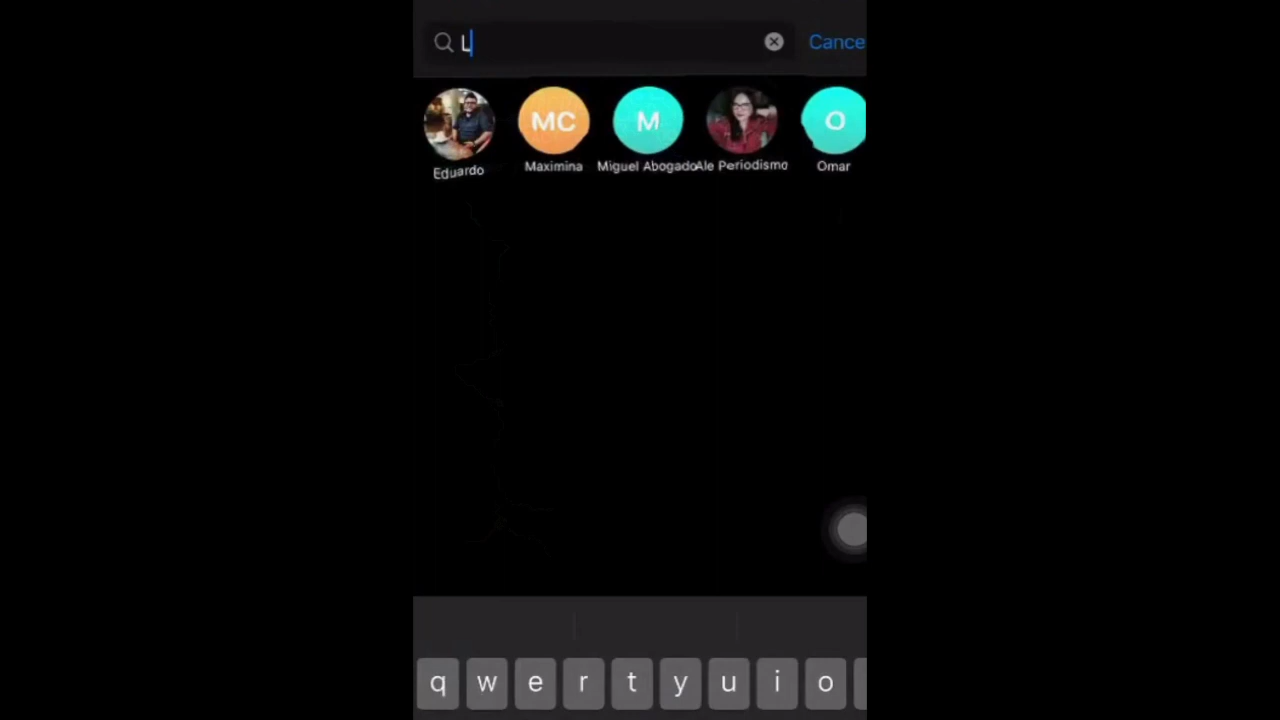 L
Cance
MC
M
O
Eduardo
Maximina
Miguel Abogado
Ale Periodismo
Omar
q w e r t y u i o